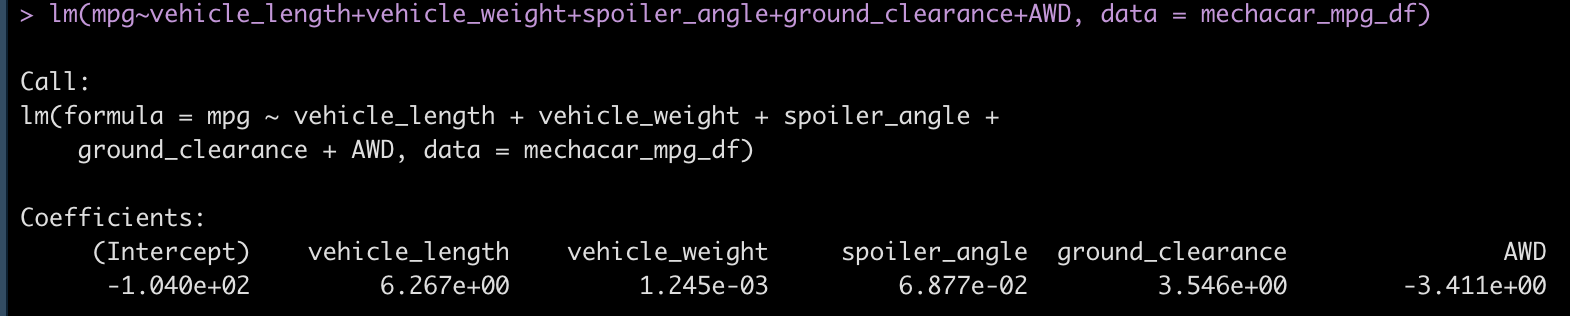 > lm(mpg~vehicle_length+vehicle_weight+spoiler_angle+ground_clearance+AWD, data = mechacar_mpg_df)
Call:
lm(formula = mpg ~ vehicle_length + vehicle_weight + spoiler_angle +
ground_clearance + AWD, data = mechacar_mpg_df)
Coefficients:
(Intercept) vehicle_length vehicle_weight spoiler_angle ground_clearance AWD
-1.040e+02 6.267e+00 1.245e-03 6.877e-02 3.546e+00 -3.411e+00